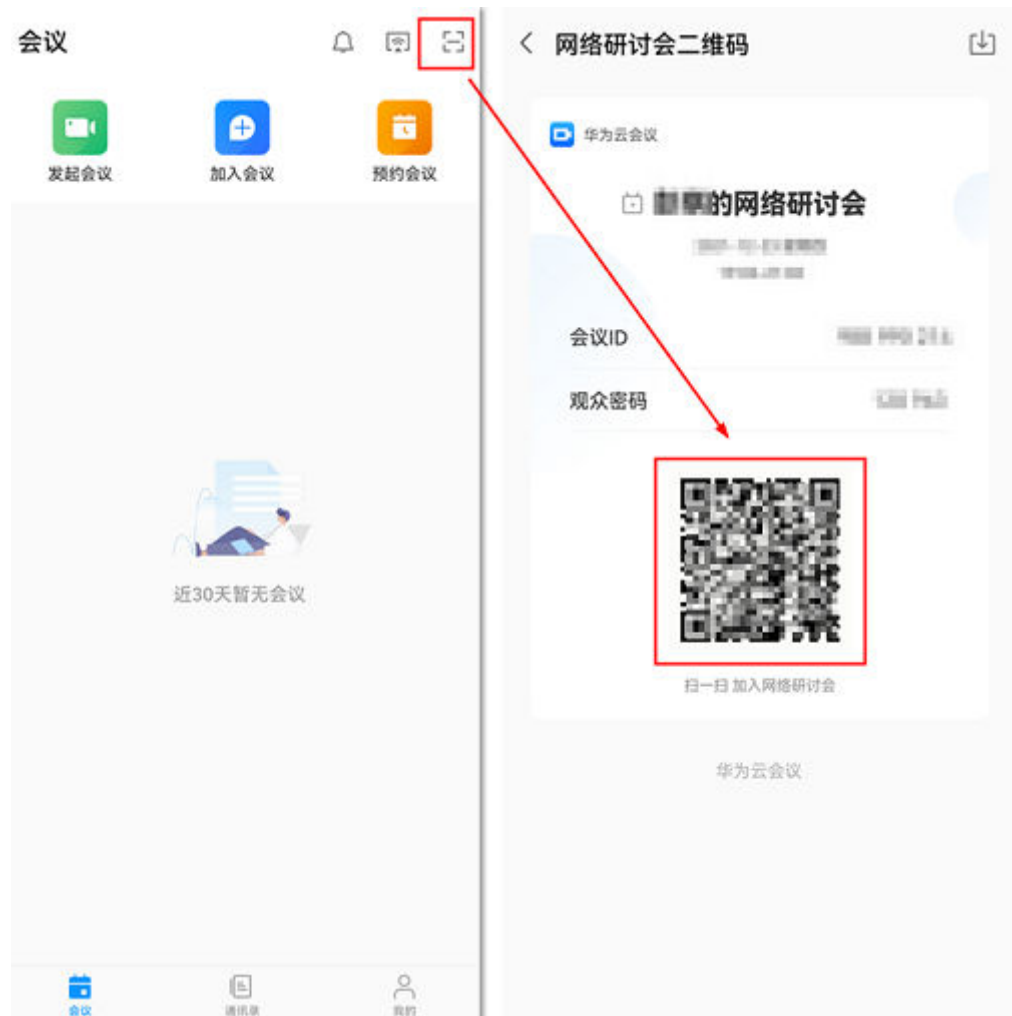 会议
发起会议
加入会议
预约会议
近30天暂无会议
会议
通讯录
我的
网络研讨会二维码
华为云会议
的网络研讨会
会议ID
观众密码
扫一扫 加入网络研讨会
华为云会议